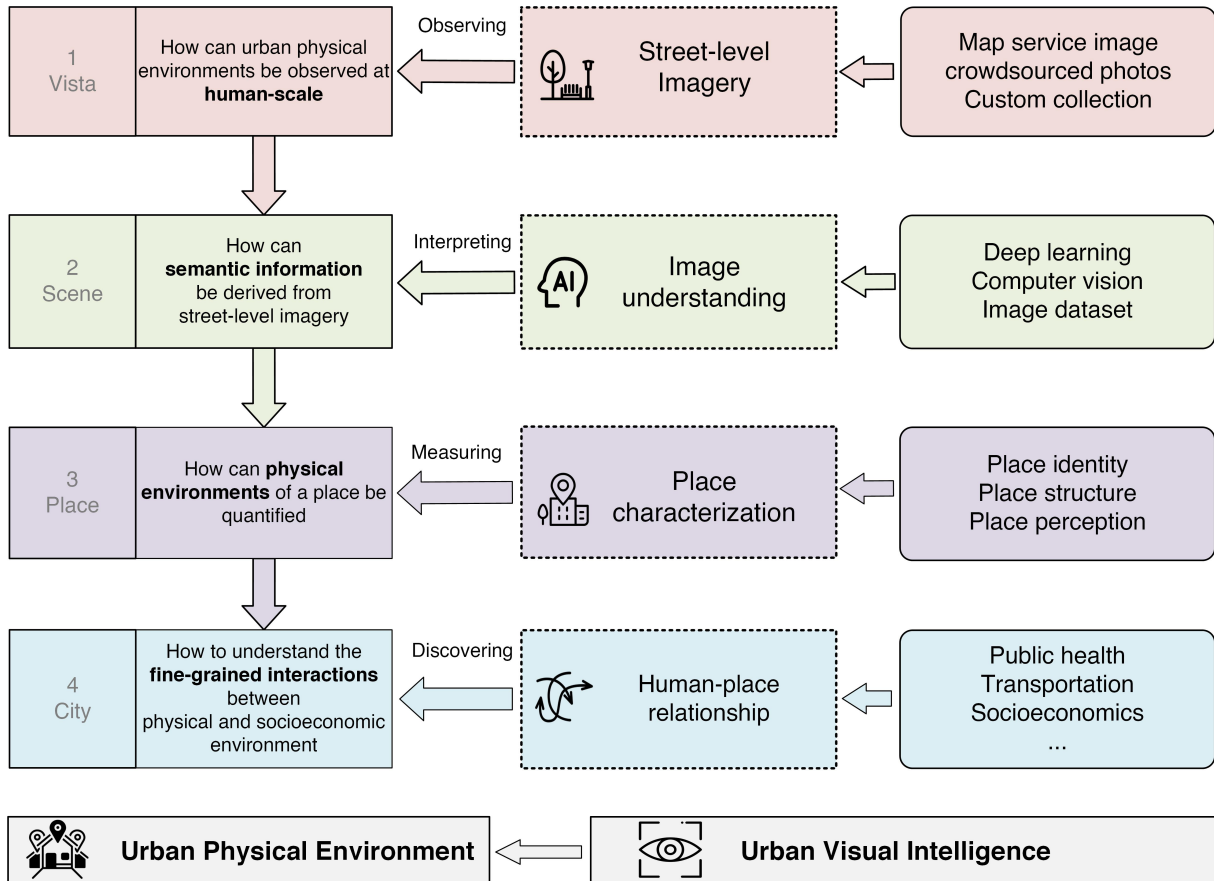 1
Vista
How can urban physical
environments be observed at
human-scale
Observing
Street-level
Imagery
Map service image
crowdsourced photos
Custom collection
2
Scene
How can
semantic information
be derived from
street-level imagery
Interpreting
AI
Image
understanding
Deep learning
Computer vision
Image dataset
3
Place
How can physical
environments of a place be
quantified
Measuring
Place
characterization
Place identity
Place structure
Place perception
4
City
How to understand the
fine-grained interactions
between
physical and socioeconomic
environment
Discovering
Human-place
relationship
Public health
Transportation
Socioeconomics
...
Urban Physical Environment
Urban Visual Intelligence